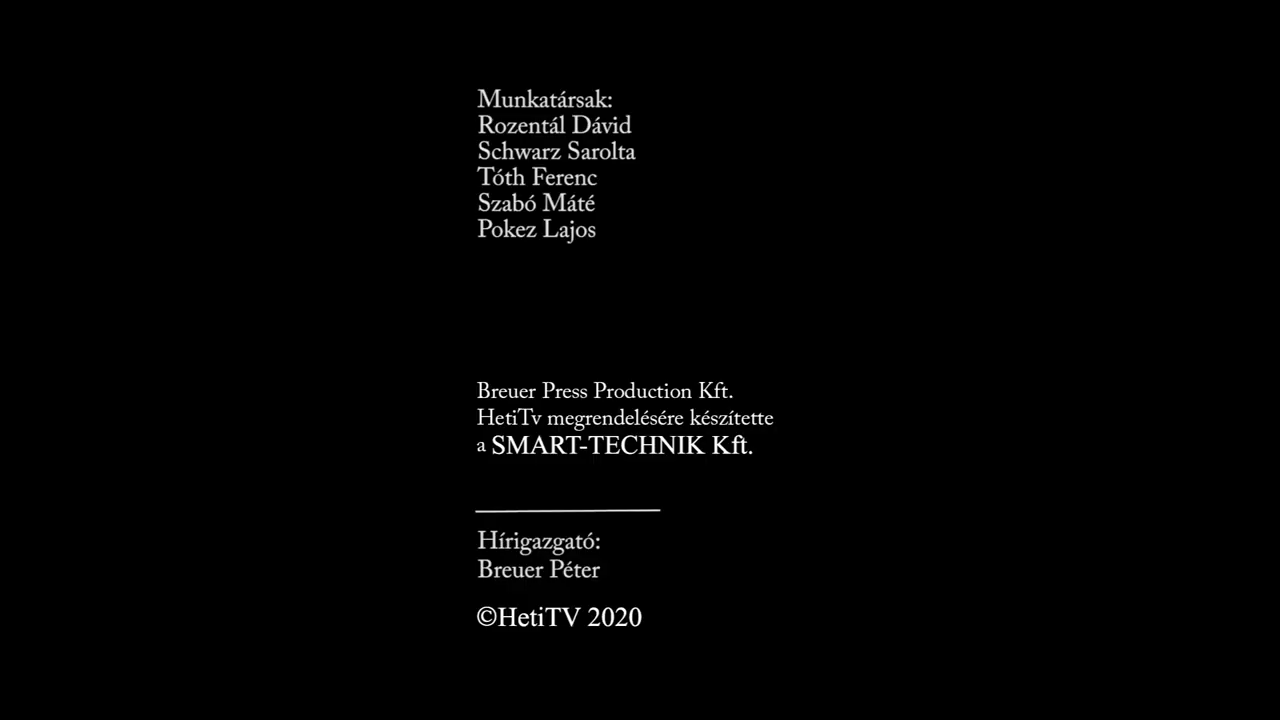 Munkatársak:
Rozentál Dávid
Schwarz Sarolta
Tóth Ferenc
Szabó Máté
Pokez Lajos
Breuer Press Production Kft.
HetiTv megrendelésére készítette
a SMART-TECHNIK Kft.
Hírigazgató:
Breuer Péter
©HetiTV 2020